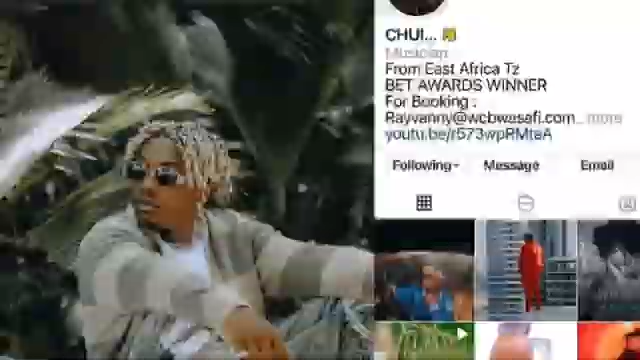 CHUI...
Musician
From East Africa Tz
BET AWARDS WINNER
For Booking :
Rayvanny@wcbwasafi.com... more
youtu.be/r573wpRMtaA
Following
Message
Email